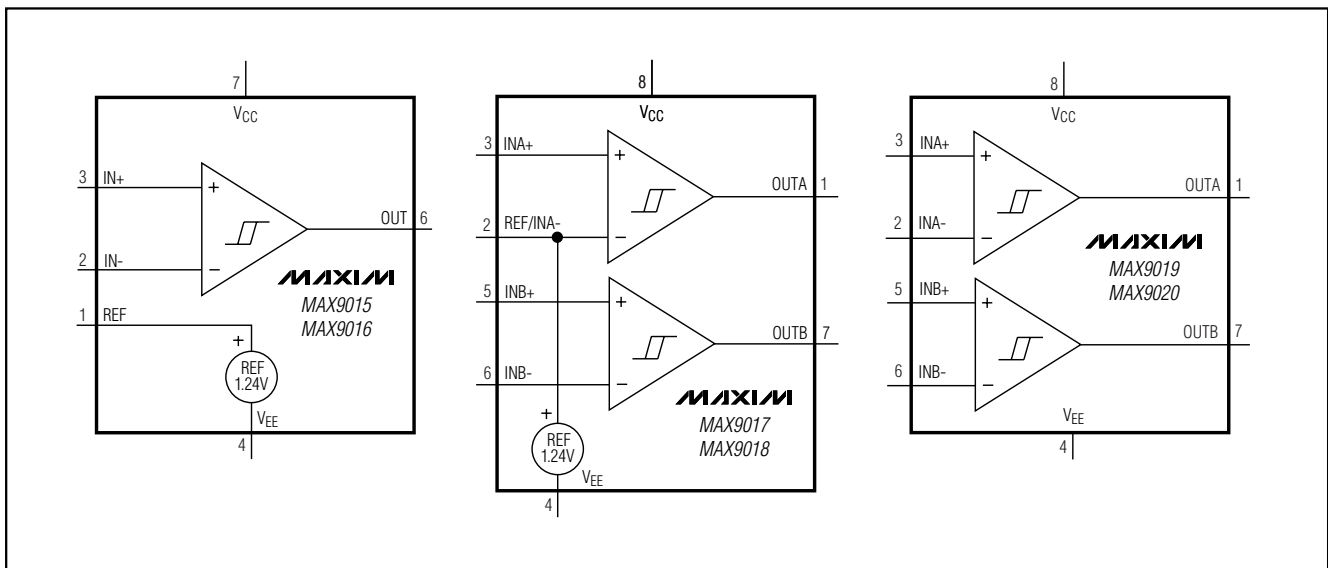 7
VCC
3 IN+
+
OUT 6
2 IN-
−
MAXIM
MAX9015
MAX9016
1 REF
+
REF
1.24V
VEE
4
8
VCC
3 INA+
+
OUTA 1
2 REF/INA-
−
5 INB+
+
OUTB 7
6 INB-
−
MAXIM
MAX9017
MAX9018
+
REF
1.24V
VEE
4
8
VCC
3 INA+
+
OUTA 1
2 INA-
−
MAXIM
MAX9019
MAX9020
5 INB+
+
OUTB 7
6 INB-
−
VEE
4